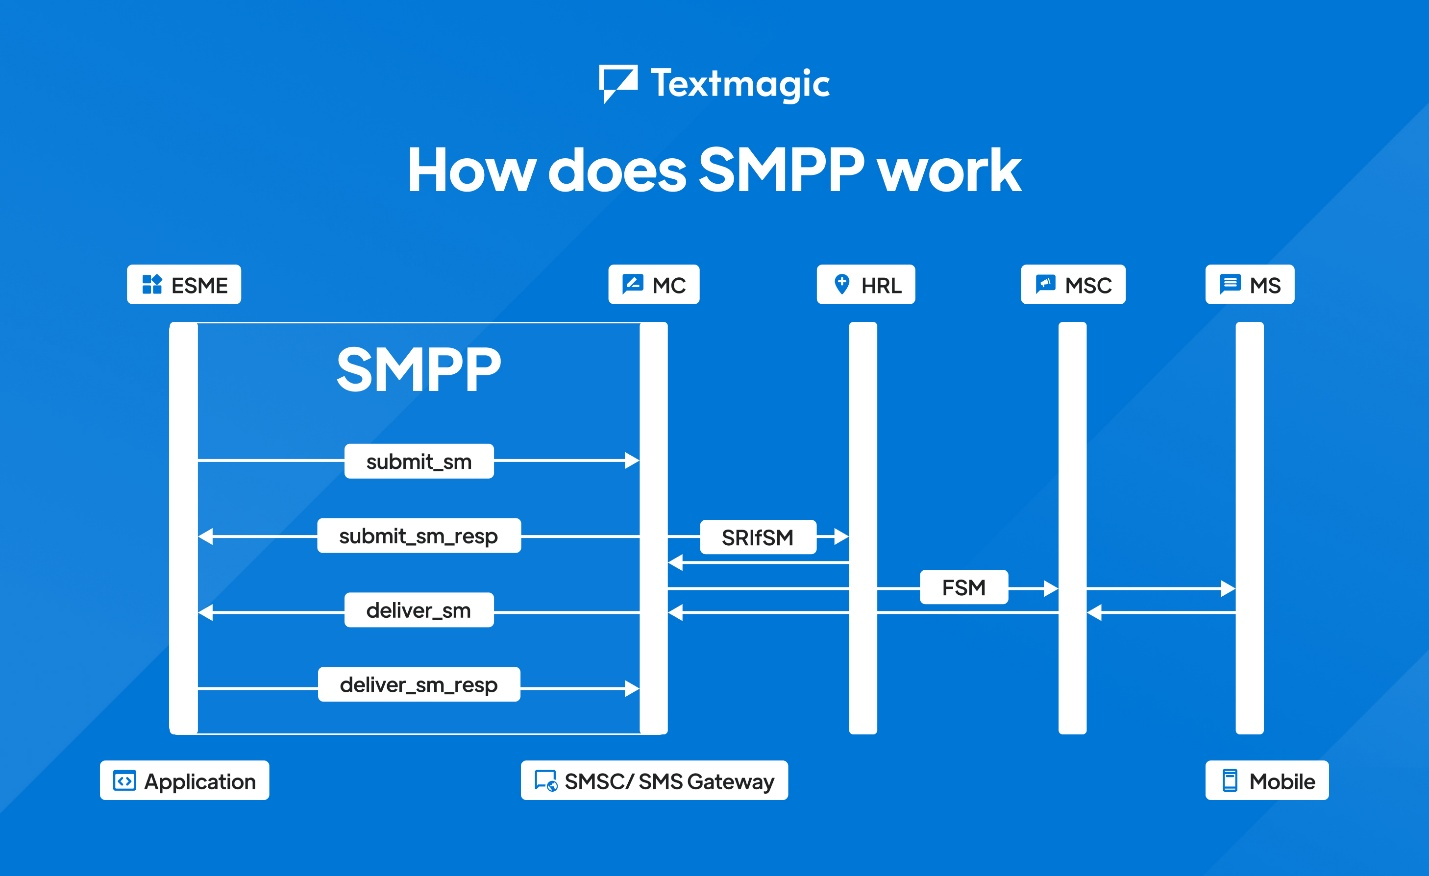 Textmagic
How does SMPP work
ESME
MC
HRL
MSC
MS
SMPP
submit_sm
submit_sm_resp
SRIfSM
FSM
deliver_sm
deliver_sm_resp
Application
SMSC/ SMS Gateway
Mobile